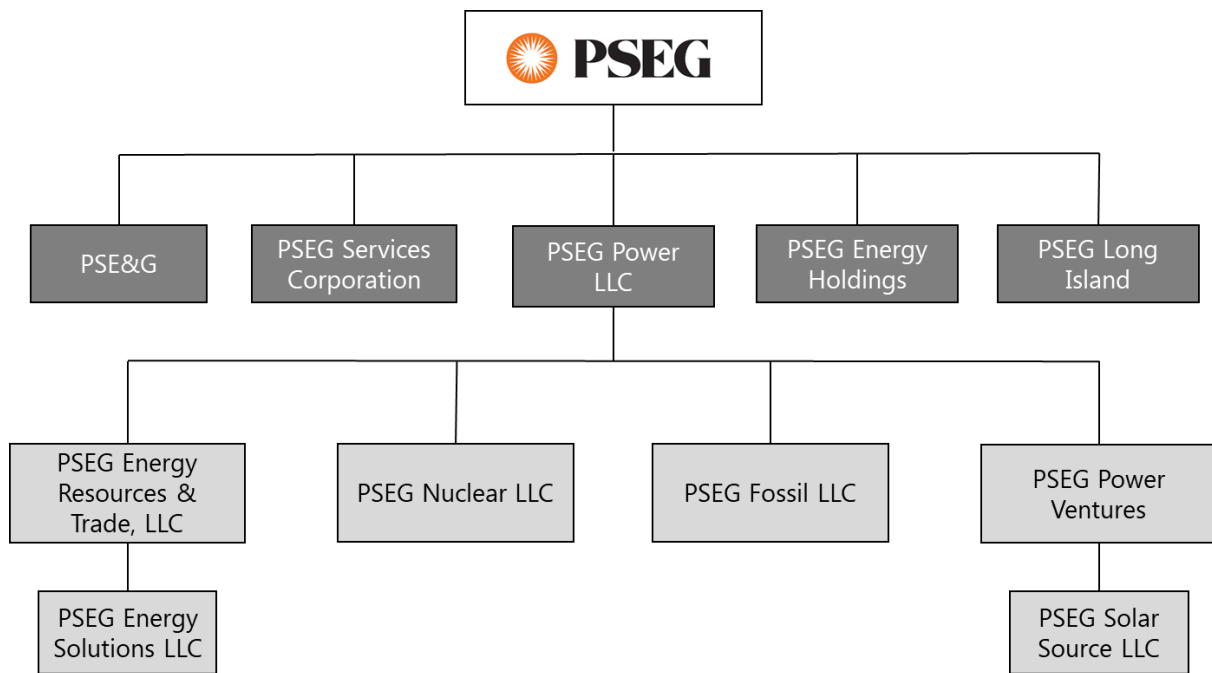 PSEG
PSE&G
PSEG Services
Corporation
PSEG Power
LLC
PSEG Energy
Holdings
PSEG Long
Island
PSEG Energy
Resources &
Trade, LLC
PSEG Nuclear LLC
PSEG Fossil LLC
PSEG Power
Ventures
PSEG Energy
Solutions LLC
PSEG Solar
Source LLC